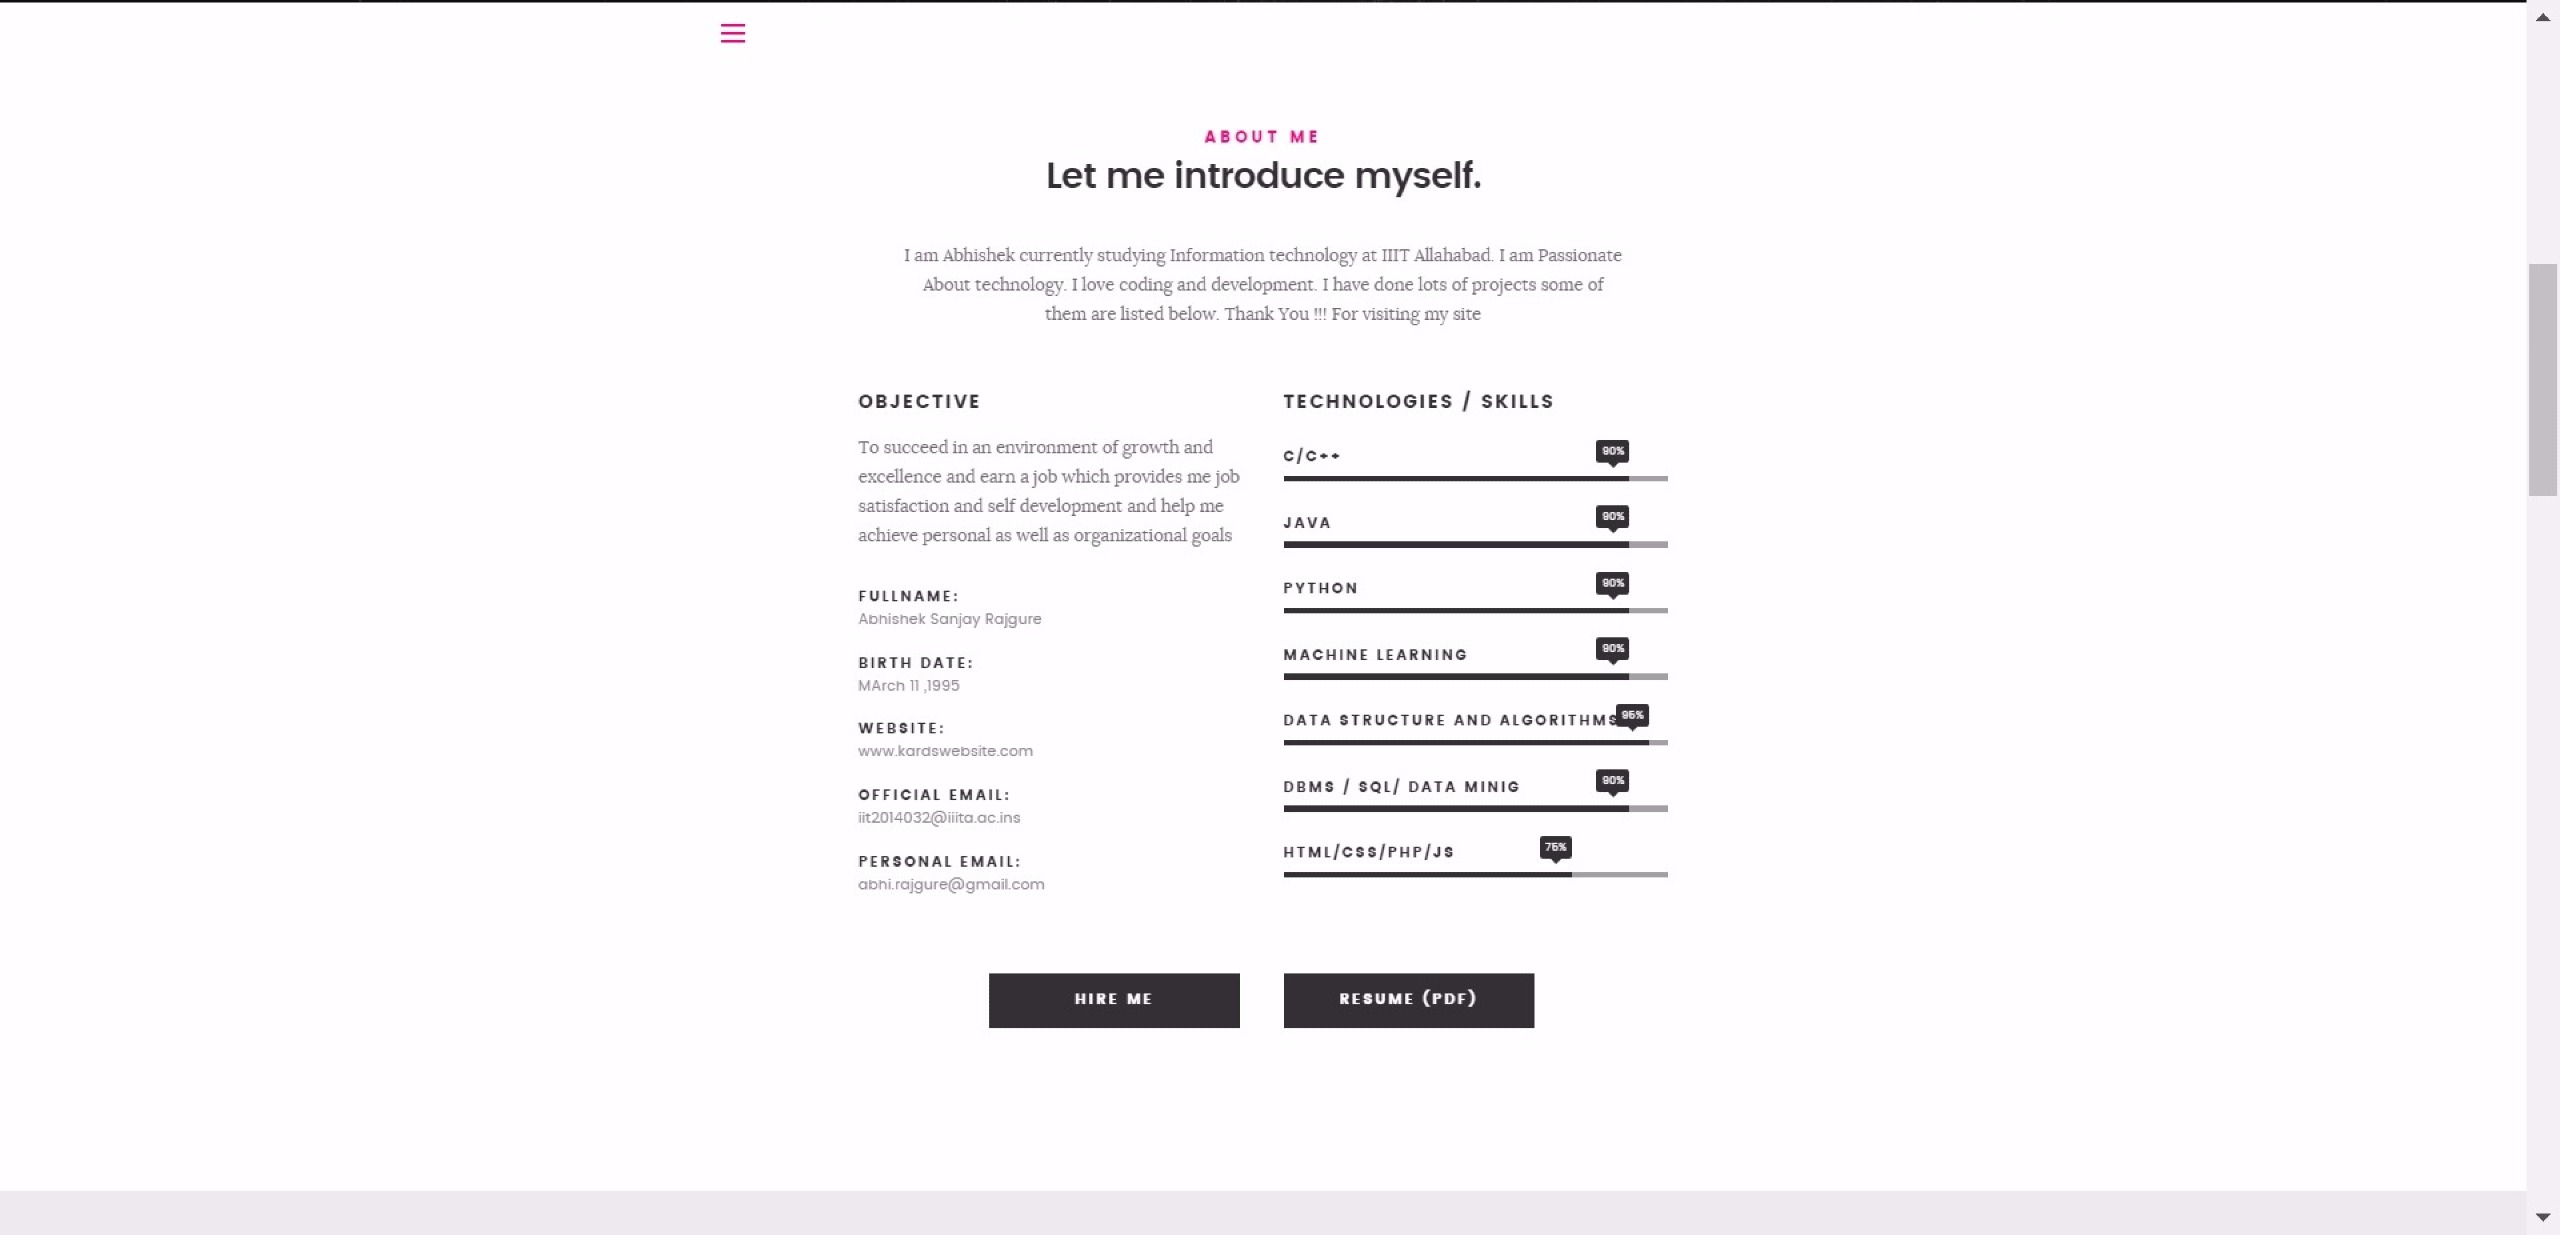 ABOUT ME
Let me introduce myself.
I am Abhishek currently studying Information technology at IIIT Allahabad. I am Passionate
About technology. I love coding and development. I have done lots of projects some of
them are listed below. Thank You !!! For visiting my site
OBJECTIVE
To succeed in an environment of growth and
excellence and earn a job which provides me job
satisfaction and self development and help me
achieve personal as well as organizational goals
FULLNAME:
Abhishek Sanjay Rajgure
BIRTH DATE:
MArch 11 ,1995
WEBSITE:
www.kardswebsite.com
OFFICIAL EMAIL:
iit2014032@iiita.ac.ins
PERSONAL EMAIL:
abhi.rajgure@gmail.com
TECHNOLOGIES / SKILLS
C/C++ 90%
JAVA 90%
PYTHON 90%
MACHINE LEARNING 90%
DATA STRUCTURE AND ALGORITHMS 95%
DBMS / SQL/ DATA MINIG 90%
HTML/CSS/PHP/JS 75%
HIRE ME
RESUME (PDF)